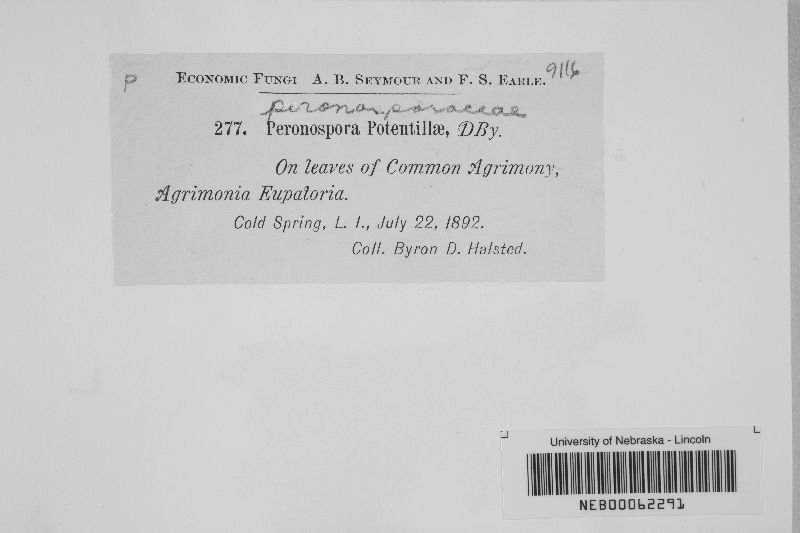 P
ECONOMIC FUNGI A. B. SEYMOUR AND F. S. EARLE. 9116
peronosporaceae
277. Peronospora Potentillæ, DBy.
On leaves of Common Agrimony,
Agrimonia Eupatoria.
Cold Spring, L. I., July 22, 1892.
Coll. Byron D. Halsted.
University of Nebraska - Lincoln
NEB00062291